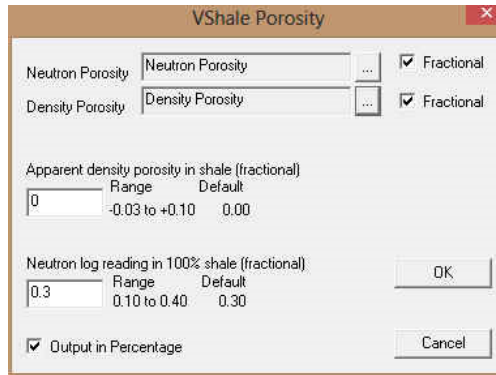 VShale Porosity
Neutron Porosity Neutron Porosity ... Fractional
Density Porosity Density Porosity ... Fractional
Apparent density porosity in shale (fractional)
0 Range Default
-0.03 to +0.10 0.00
Neutron log reading in 100% shale (fractional)
0.3 Range Default
0.10 to 0.40 0.30
OK
Output in Percentage
Cancel